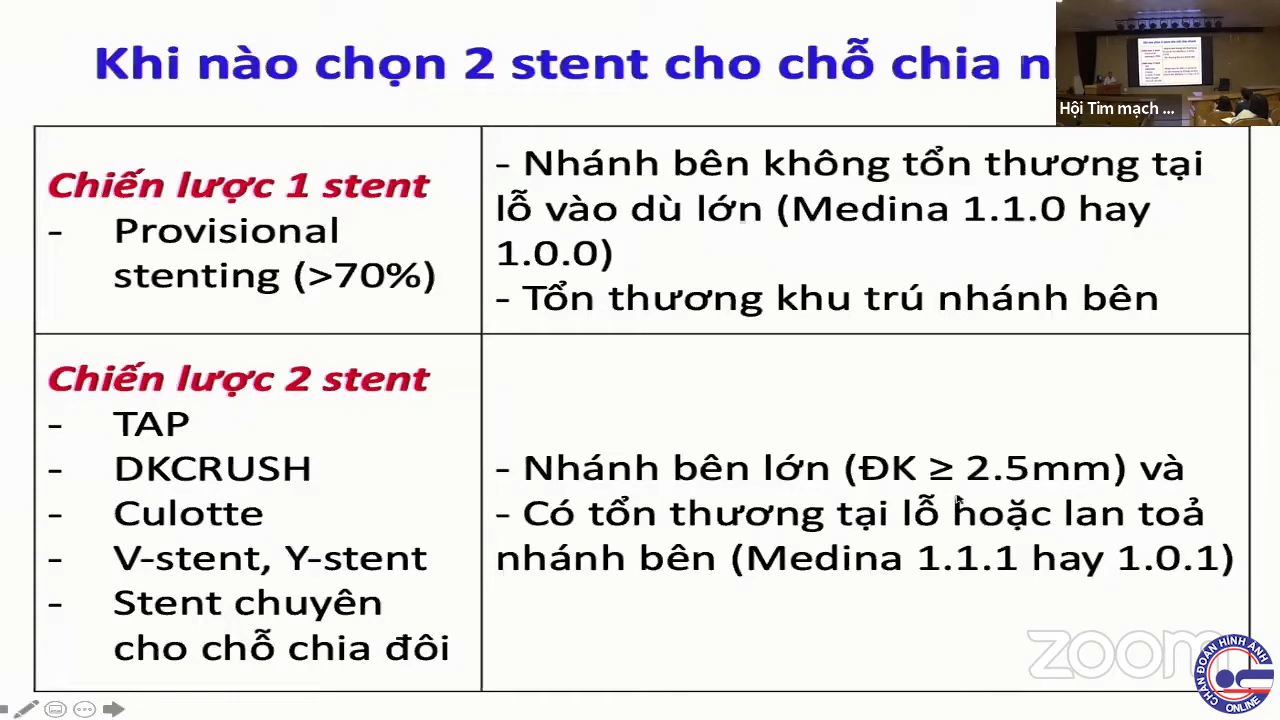 Khi nào chọn 2 stent cho chỗ chia
Hội Tim mạch ...
Chiến lược 1 stent
- Provisional
stenting (>70%)
- Nhánh bên không tổn thương tại
lỗ vào dù lớn (Medina 1.1.0 hay
1.0.0)
- Tổn thương khu trú nhánh bên
Chiến lược 2 stent
- TAP
- DKCRUSH
- Culotte
- V-stent, Y-stent
- Stent chuyên
cho chỗ chia đôi
- Nhánh bên lớn (ĐK ≥ 2.5mm) và
- Có tổn thương tại lỗ hoặc lan toả
nhánh bên (Medina 1.1.1 hay 1.0.1)
zoom
CHẨN ĐOÁN HÌNH ẢNH
ONLINE